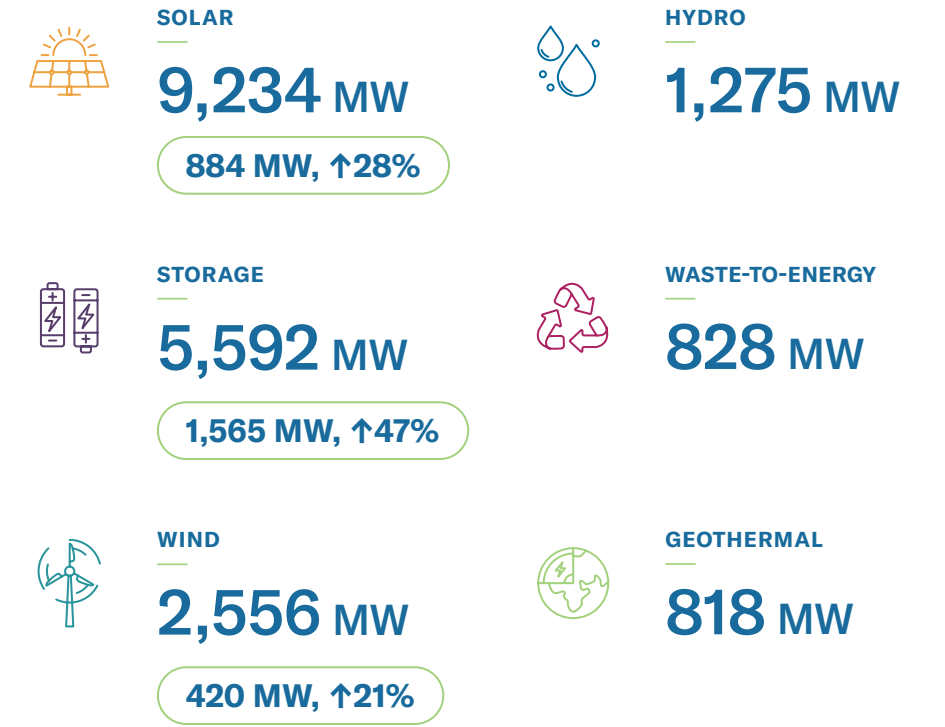 SOLAR
9,234 MW
884 MW, ↑28%
HYDRO
1,275 MW
STORAGE
5,592 MW
1,565 MW, ↑47%
WASTE-TO-ENERGY
828 MW
WIND
2,556 MW
420 MW, ↑21%
GEOTHERMAL
818 MW